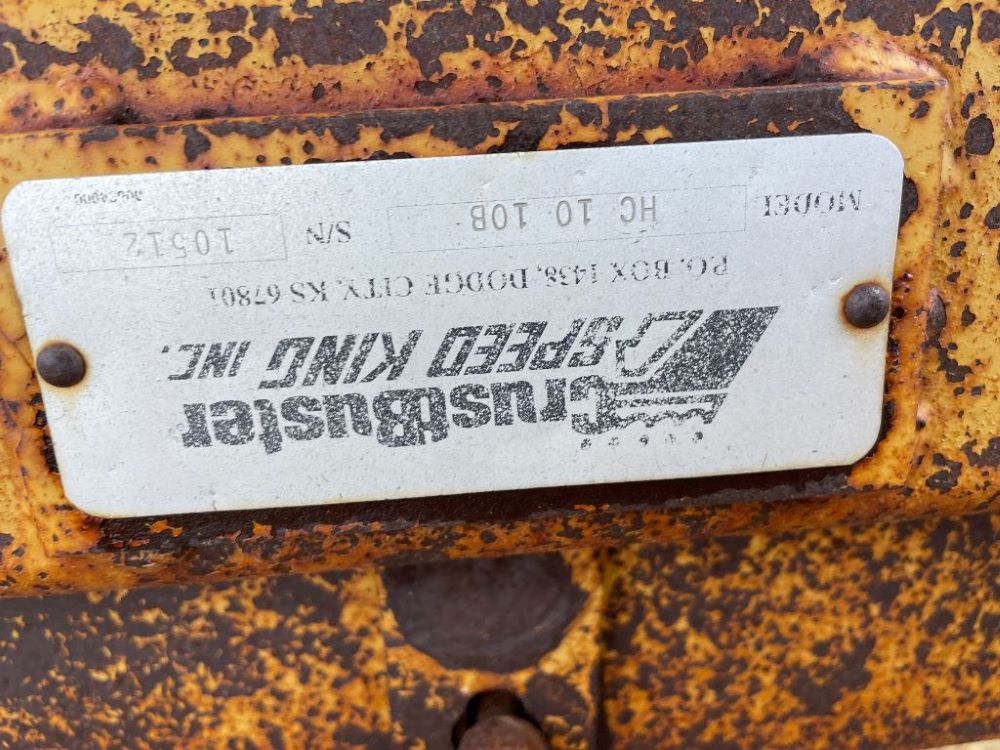 CrustBuster
SPEED KING INC.
P.O. BOX 1438, DODGE CITY, KS 67801
MODEL HC 10 10B S/N 10512